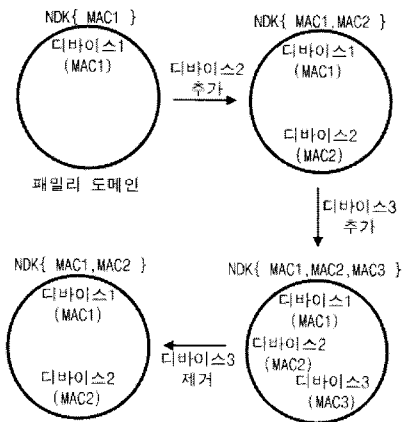 NDK{ MAC1 }
디바이스1
(MAC1)
패밀리 도메인
디바이스2
추가
NDK{ MAC1,MAC2 }
디바이스1
(MAC1)
디바이스2
(MAC2)
디바이스3
추가
NDK{ MAC1,MAC2,MAC3 }
디바이스1
(MAC1)
디바이스2
(MAC2)
디바이스3
(MAC3)
디바이스3
제거
NDK{ MAC1,MAC2 }
디바이스1
(MAC1)
디바이스2
(MAC2)